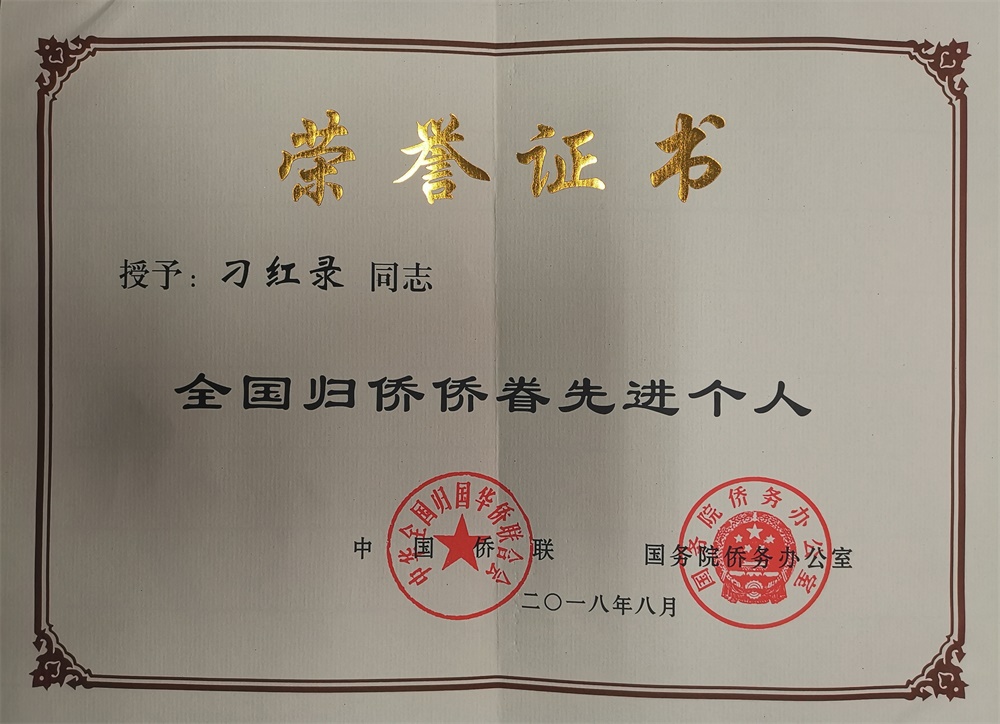 荣誉证书
授予：刁红录 同志
全国归侨侨眷先进个人
中华全国归国华侨联合会
国务院侨务办公室
中国侨联 国务院侨务办公室
二〇一八年八月